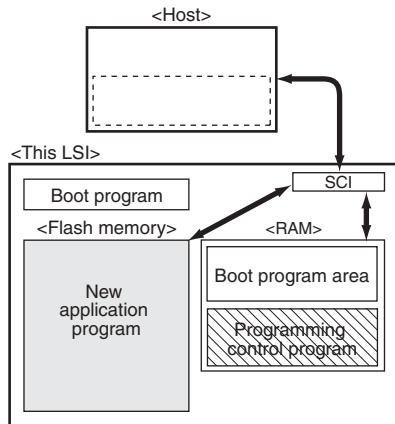 <Host>
<This LSI>
SCI
Boot program
<Flash memory>
<RAM>
New
application
program
Boot program area
Programming
control program